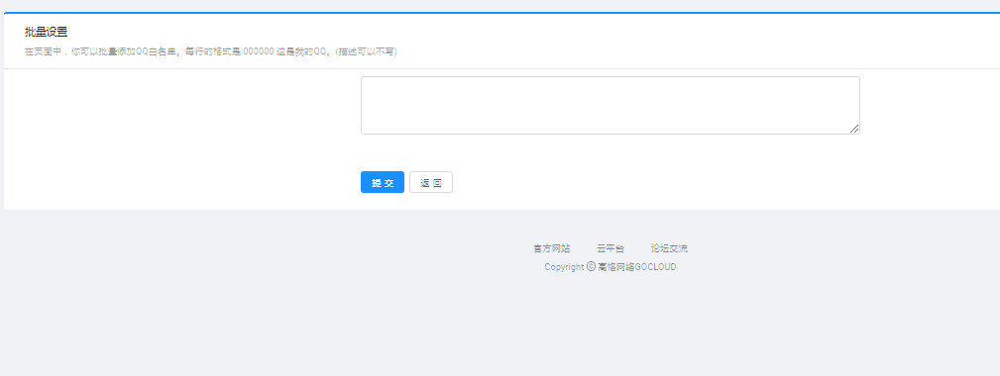 批量设置
在页面中，你可以批量添加QQ白名单。每行的格式是:000000 这是我的QQ。(描述可以不写)
提 交 返 回
官方网站 云平台 论坛交流
Copyright © 高恪网络GOCLOUD